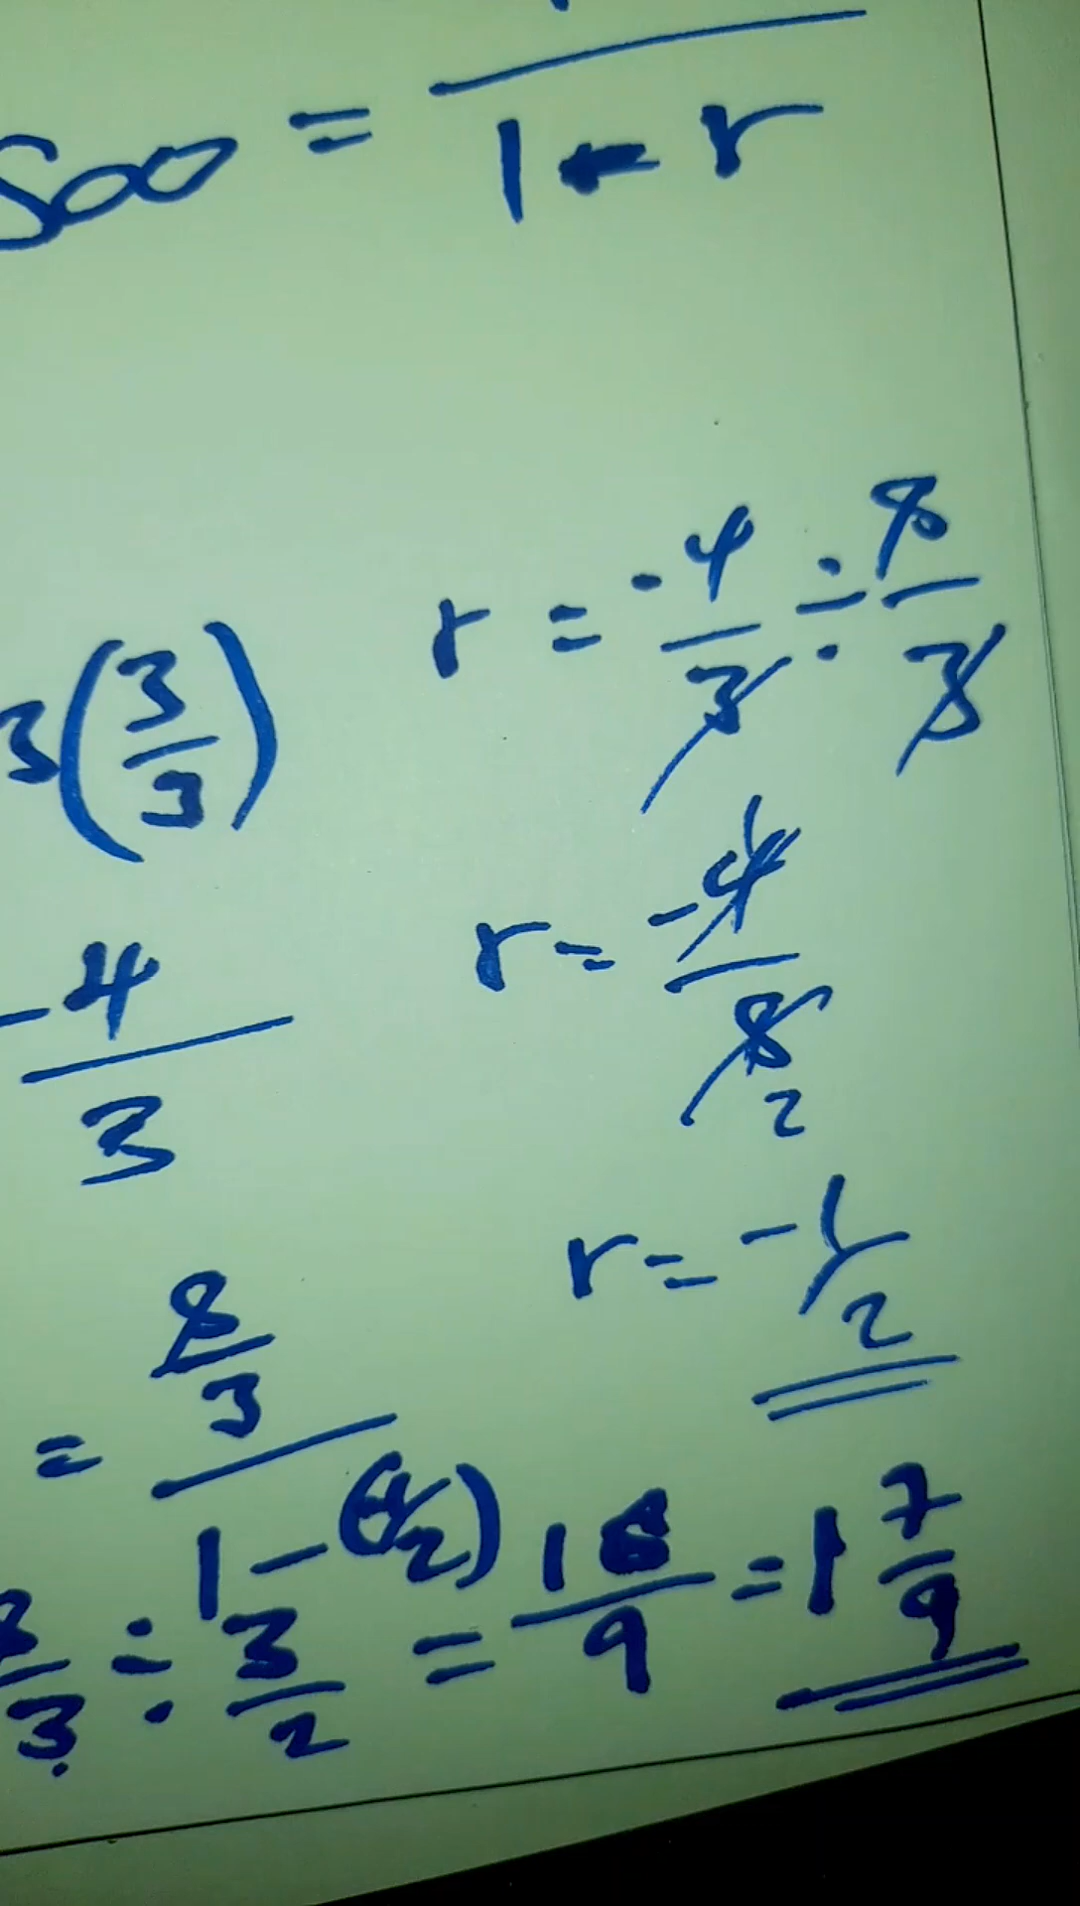 S∞ = / 1 - r
3(3/3)
r = -4/3 ÷ 8/3
-4/3
r = -4/8 2
r = -1/2
= 8/3 / 1 - (-1/2)
8/3 ÷ 3/2 = 16/9 = 1 7/9